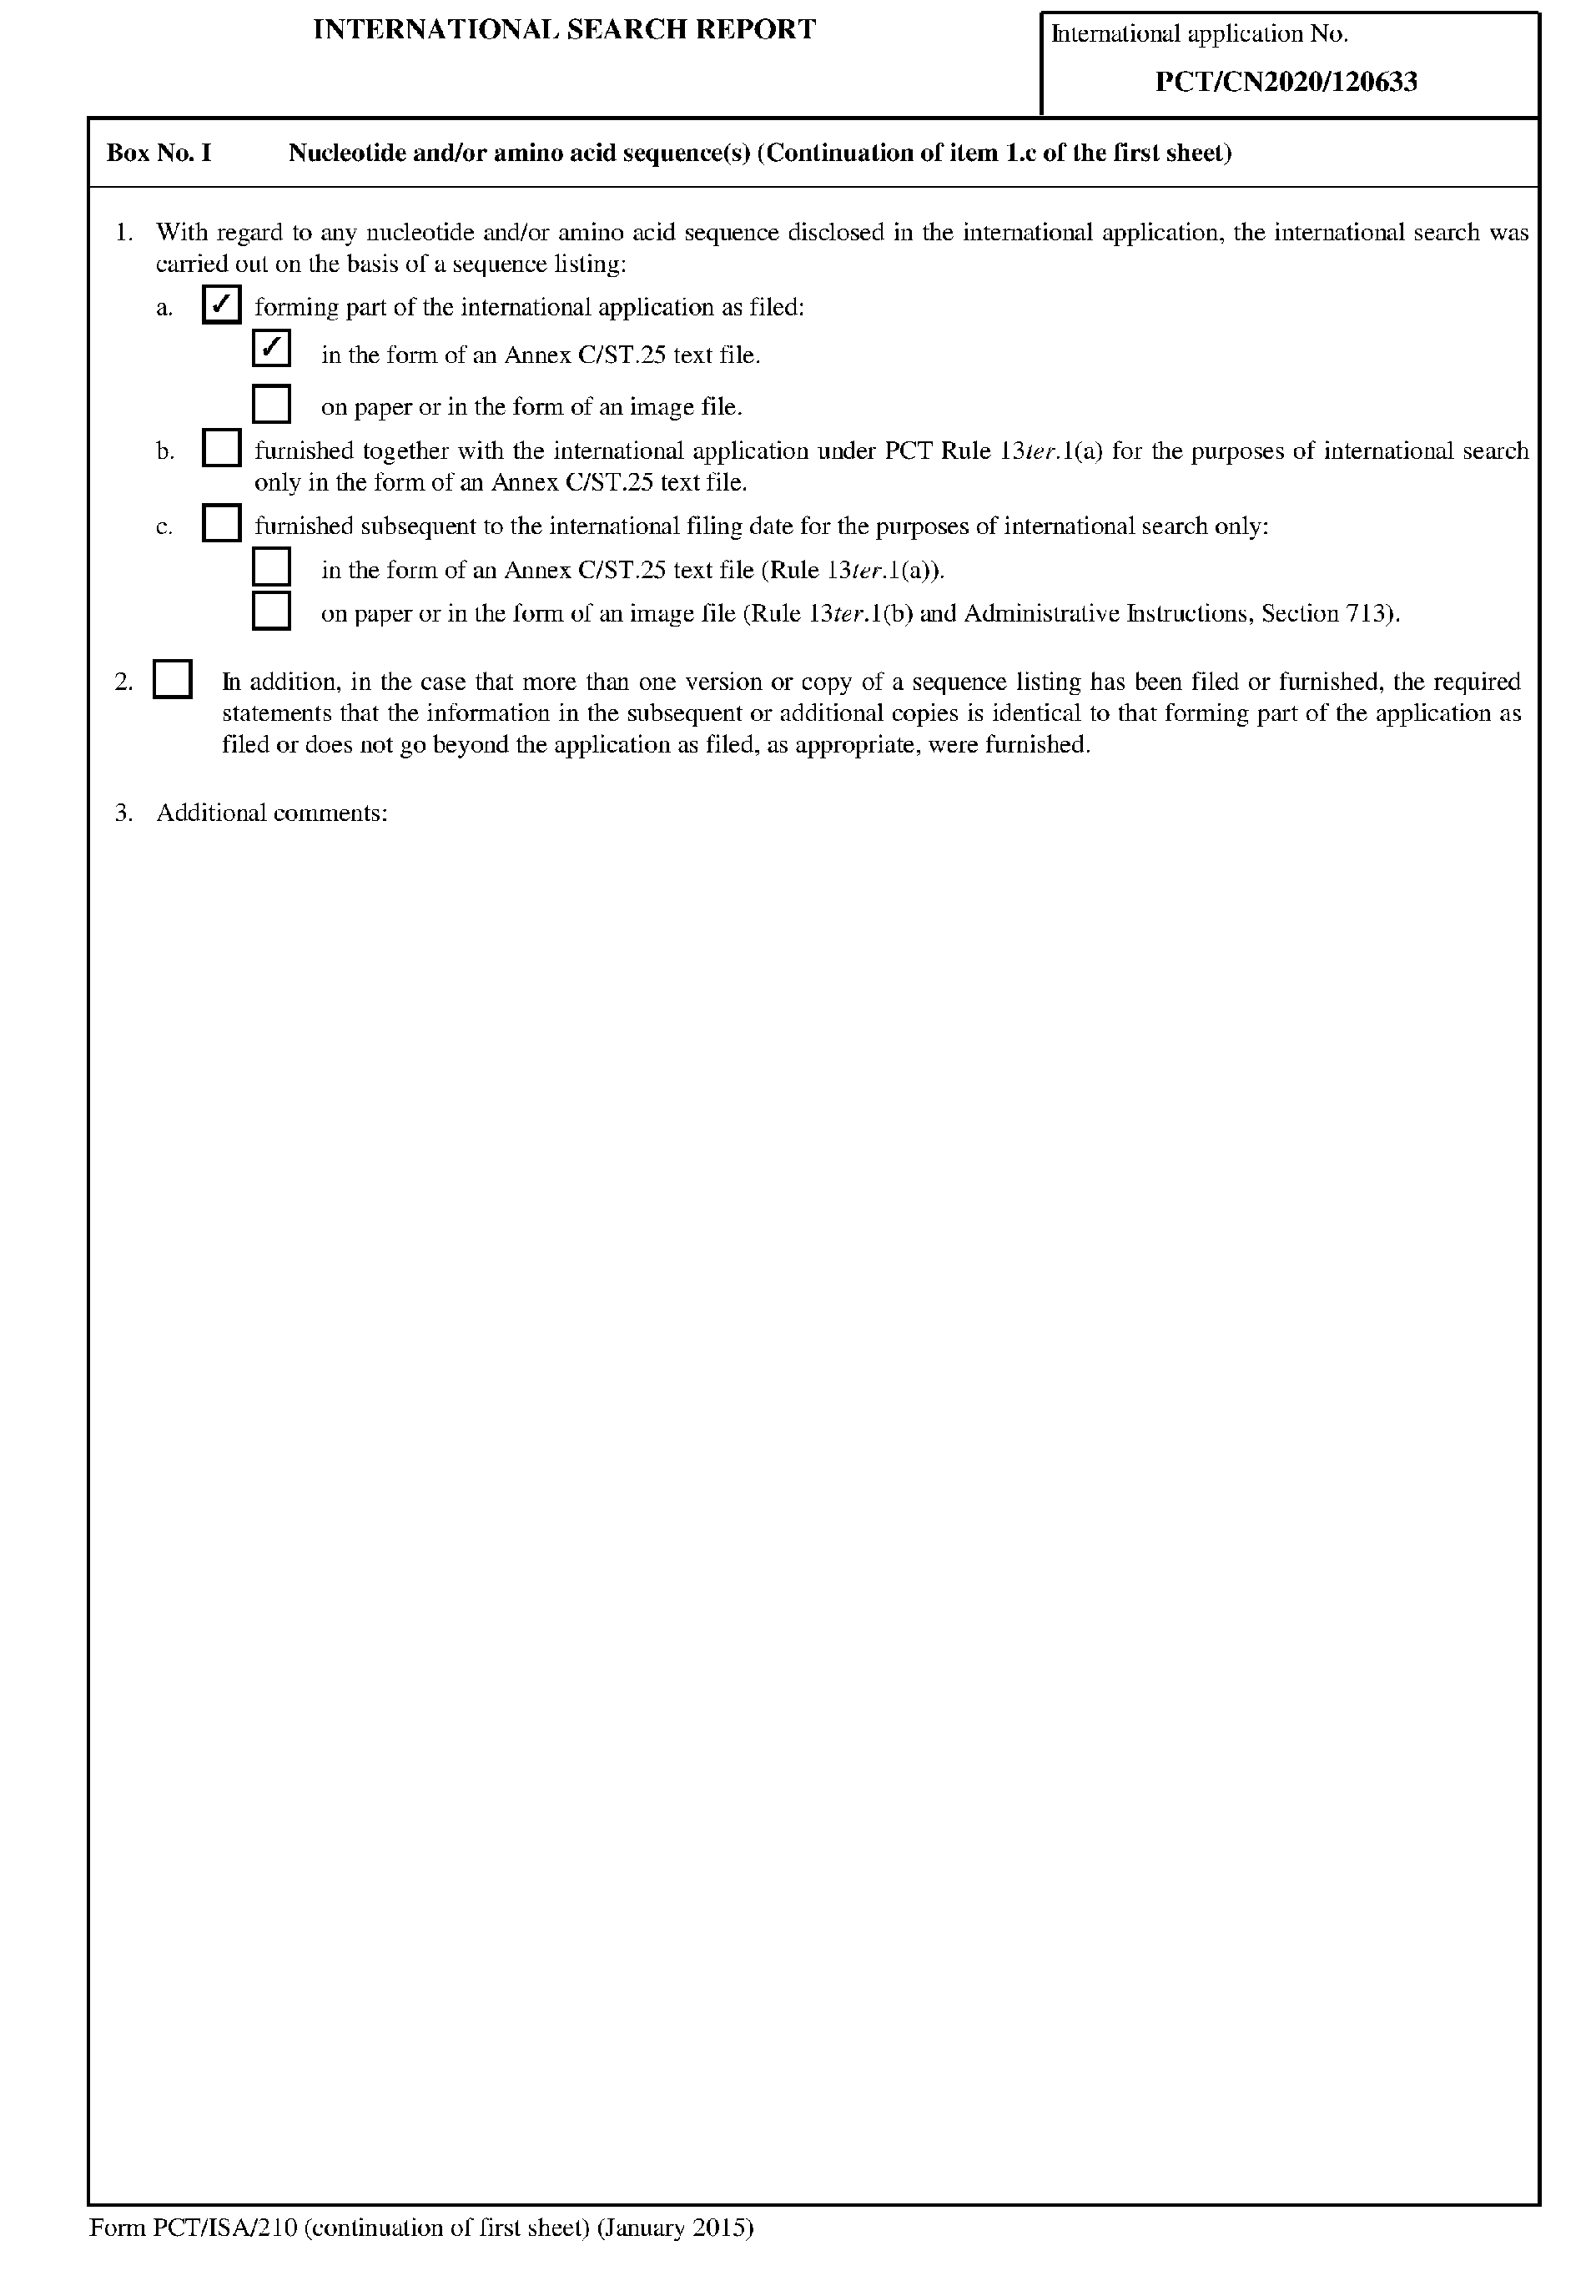 INTERNATIONAL SEARCH REPORT
International application No.
PCT/CN2020/120633
Box No. I Nucleotide and/or amino acid sequence(s) (Continuation of item 1.c of the first sheet)
1. With regard to any nucleotide and/or amino acid sequence disclosed in the international application, the international search was
carried out on the basis of a sequence listing:
a. ✓ forming part of the international application as filed:
✓ in the form of an Annex C/ST.25 text file.
on paper or in the form of an image file.
b. furnished together with the international application under PCT Rule 13ter.1(a) for the purposes of international search
only in the form of an Annex C/ST.25 text file.
c. furnished subsequent to the international filing date for the purposes of international search only:
in the form of an Annex C/ST.25 text file (Rule 13ter.1(a)).
on paper or in the form of an image file (Rule 13ter.1(b) and Administrative Instructions, Section 713).
2. In addition, in the case that more than one version or copy of a sequence listing has been filed or furnished, the required
statements that the information in the subsequent or additional copies is identical to that forming part of the application as
filed or does not go beyond the application as filed, as appropriate, were furnished.
3. Additional comments:
Form PCT/ISA/210 (continuation of first sheet) (January 2015)